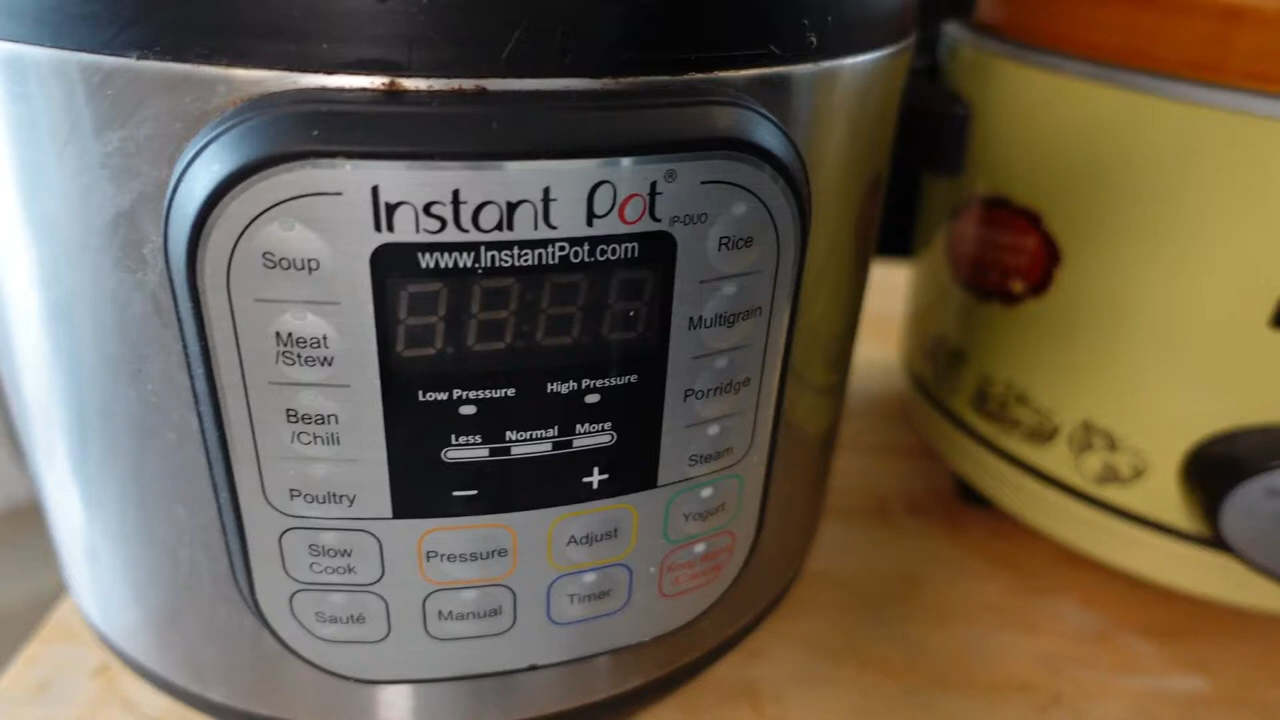 Instant Pot®
IP-DUO
www.InstantPot.com
Soup
Meat
/Stew
Bean
/Chili
Poultry
Rice
Multigrain
Porridge
Steam
Low Pressure
High Pressure
Less
Normal
More
−
+
Slow
Cook
Pressure
Adjust
Yogurt
Sauté
Manual
Timer